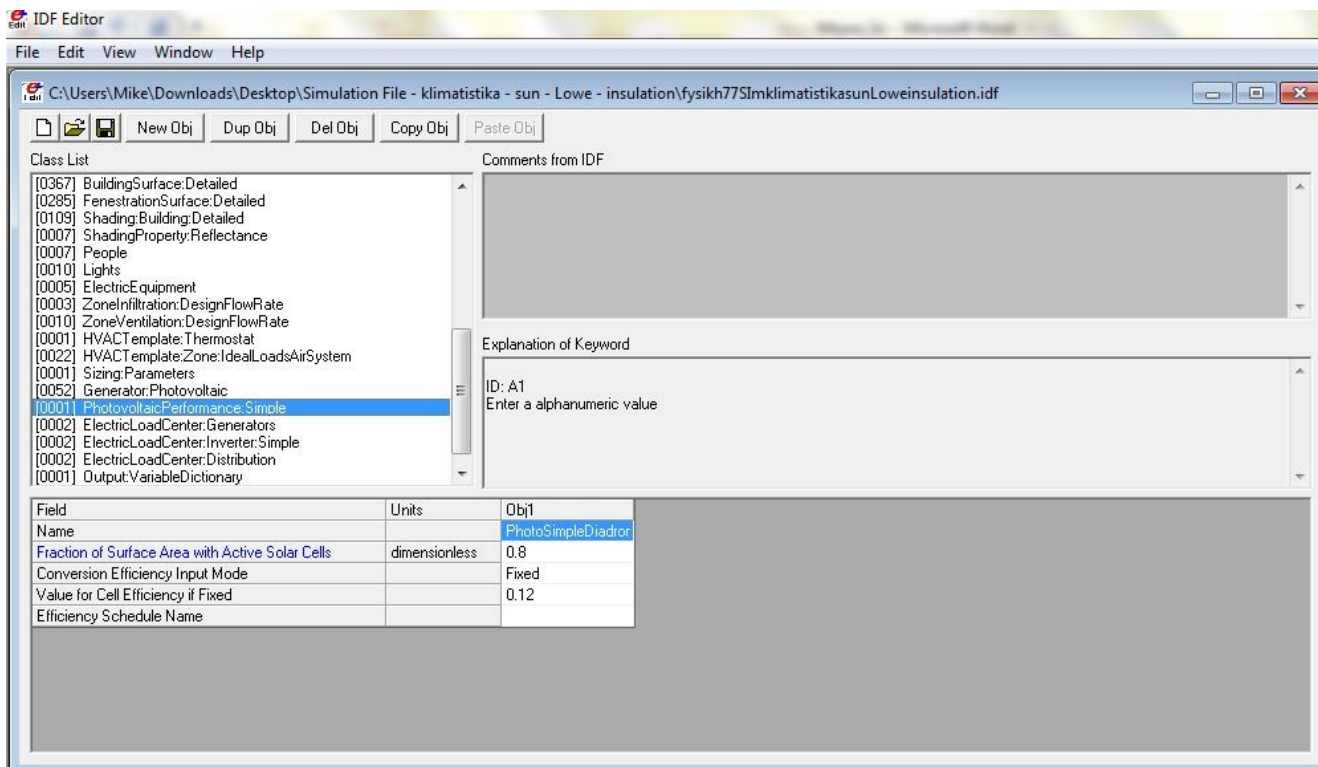 IDF Editor
File Edit View Window Help
C:\Users\Mike\Downloads\Desktop\Simulation File - klimatistika - sun - Lowe - insulation\fysikh77SImklimatistikasunLoweinsulation.idf
New Obj Dup Obj Del Obj Copy Obj Paste Obj
Class List Comments from IDF
[0367] BuildingSurface:Detailed
[0285] FenestrationSurface:Detailed
[0109] Shading:Building:Detailed
[0007] ShadingProperty:Reflectance
[0007] People
[0010] Lights
[0005] ElectricEquipment
[0003] ZoneInfiltration:DesignFlowRate
[0010] ZoneVentilation:DesignFlowRate
[0001] HVACTemplate:Thermostat
[0022] HVACTemplate:Zone:IdealLoadsAirSystem
[0001] Sizing:Parameters
[0052] Generator:Photovoltaic
[0001] PhotovoltaicPerformance:Simple
[0002] ElectricLoadCenter:Generators
[0002] ElectricLoadCenter:Inverter:Simple
[0002] ElectricLoadCenter:Distribution
[0001] Output:VariableDictionary
Explanation of Keyword
ID: A1
Enter a alphanumeric value
Field Units Obj1
Name PhotoSimpleDiadror
Fraction of Surface Area with Active Solar Cells dimensionless 0.8
Conversion Efficiency Input Mode Fixed
Value for Cell Efficiency if Fixed 0.12
Efficiency Schedule Name